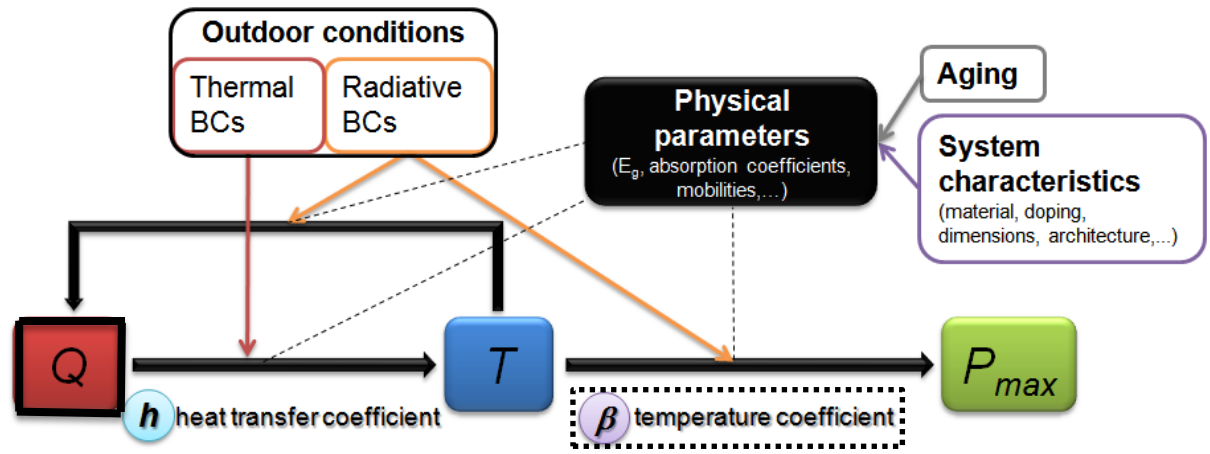 Outdoor conditions
Thermal
BCs
Radiative
BCs
Physical
parameters
(Eg, absorption coefficients,
mobilities,...)
Aging
System
characteristics
(material, doping,
dimensions, architecture,...)
Q
T
Pmax
h heat transfer coefficient
β temperature coefficient